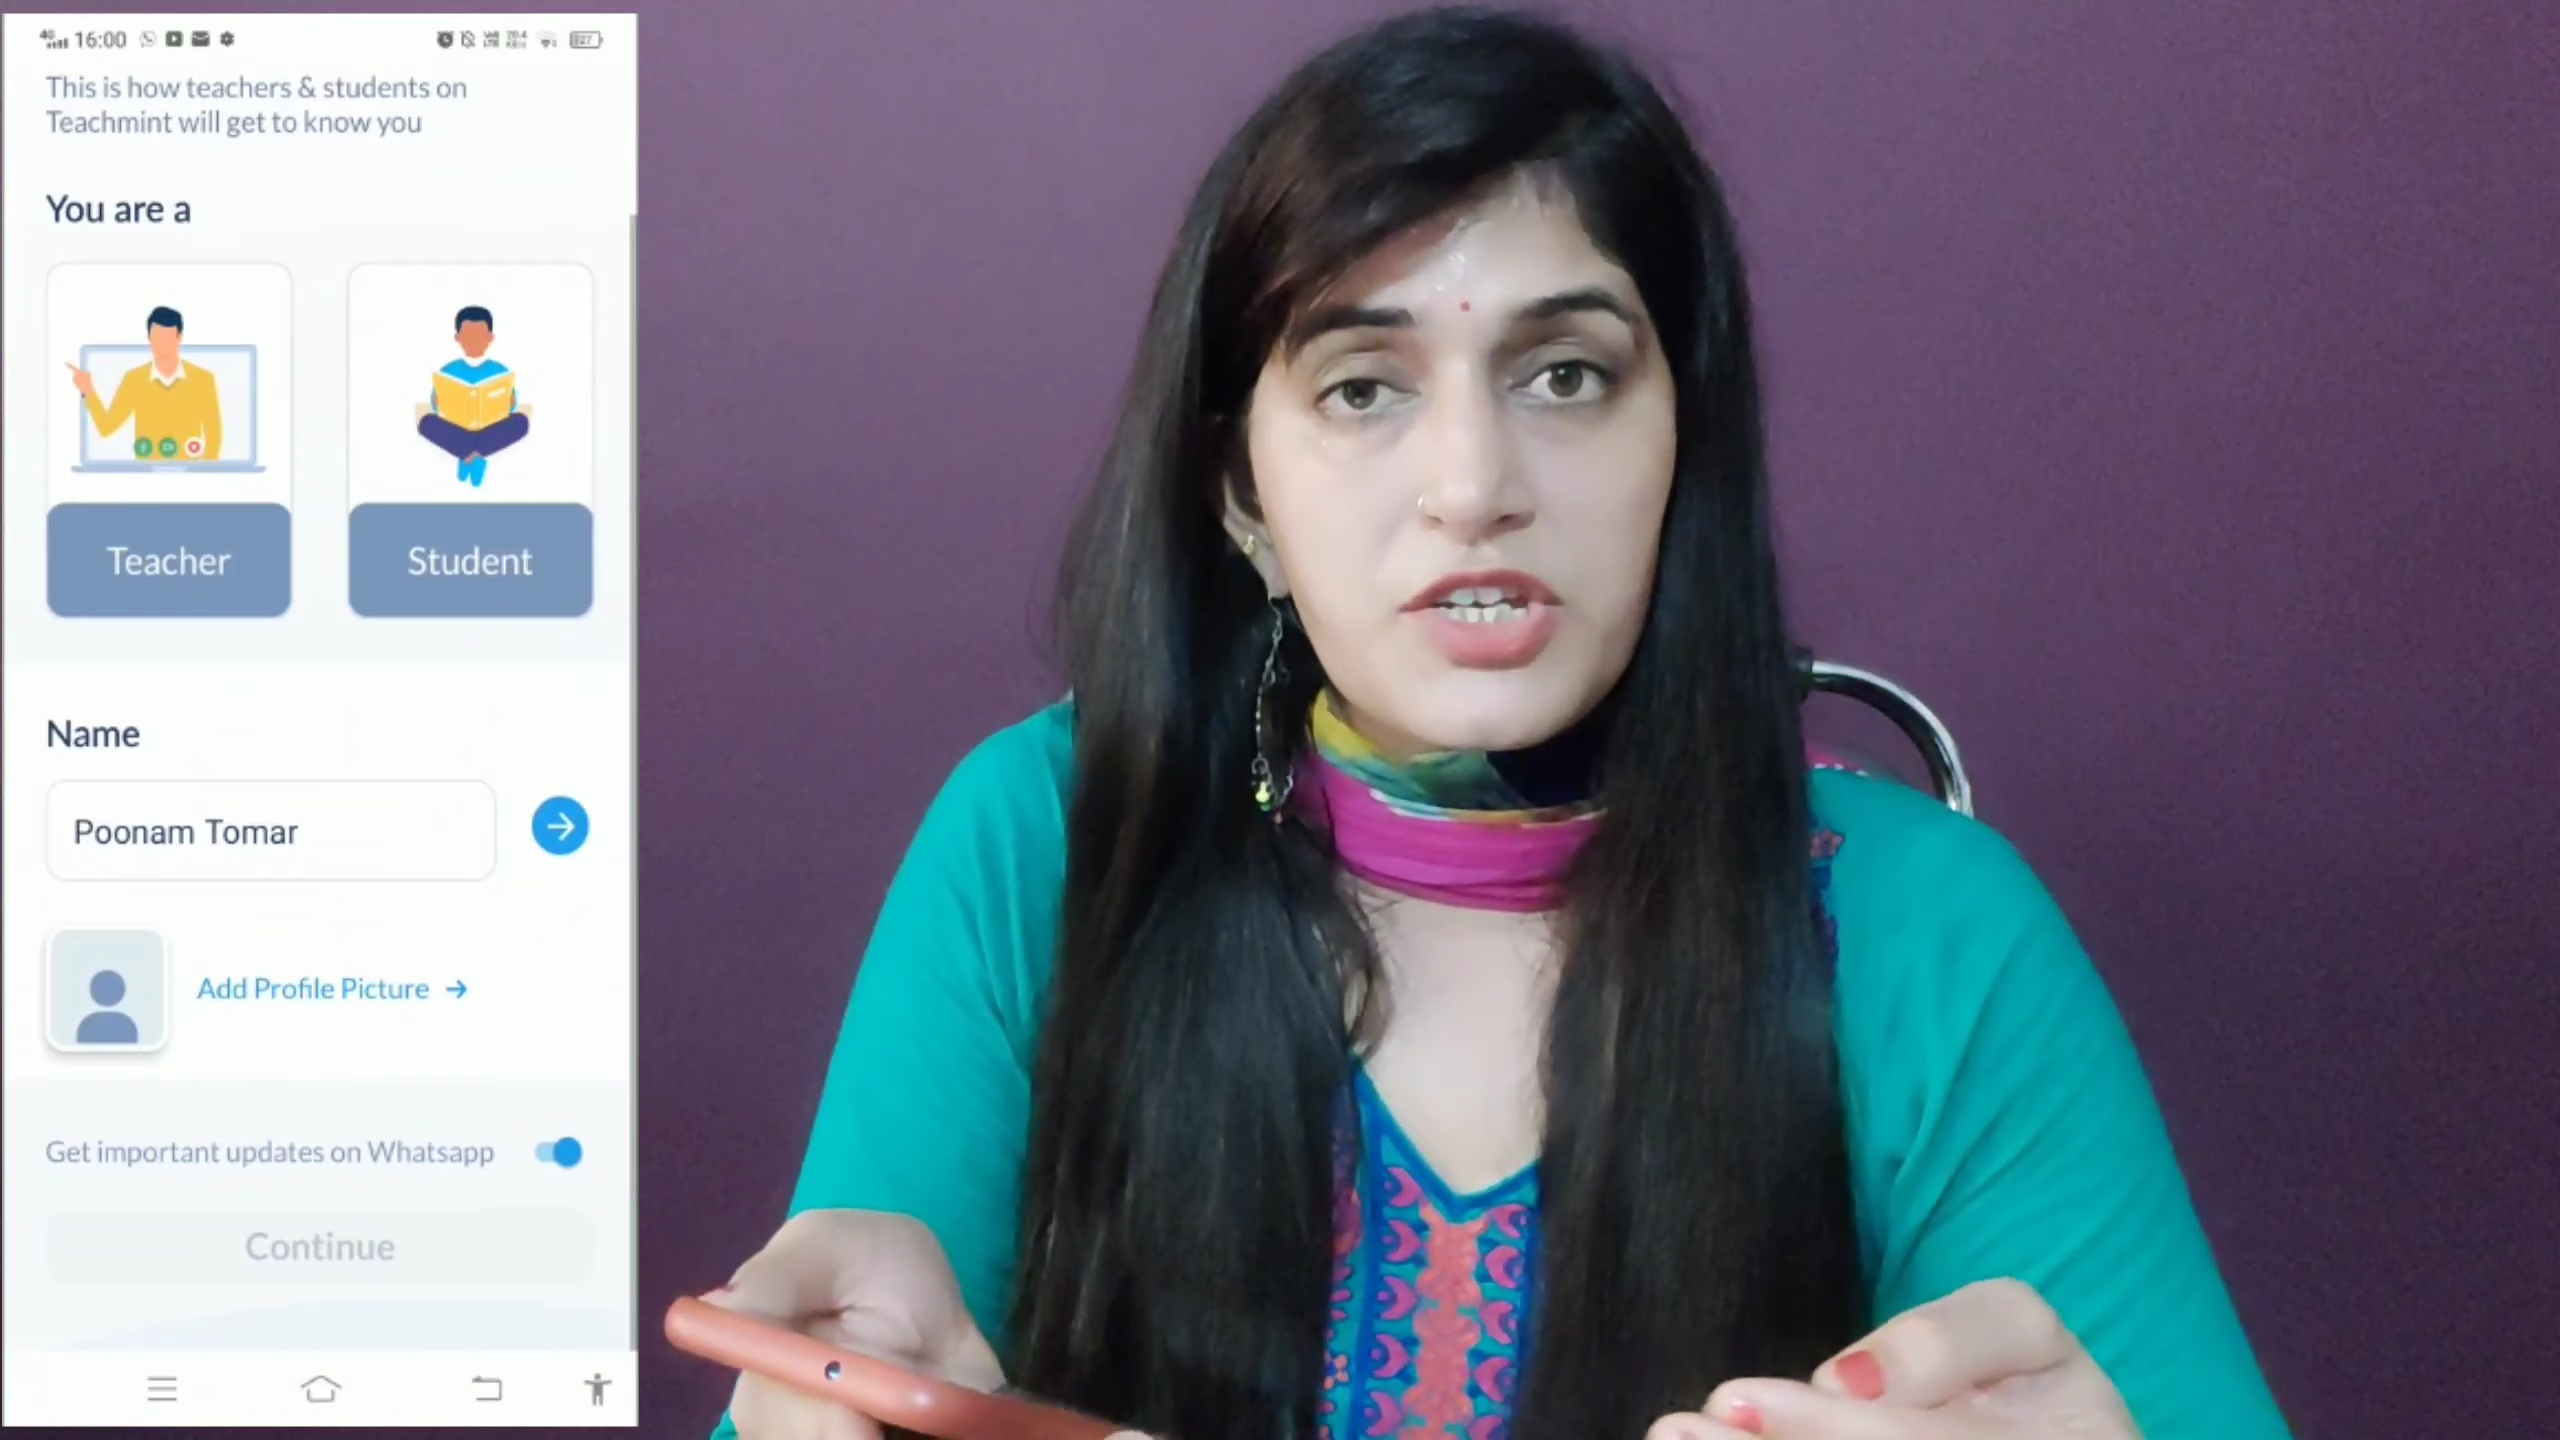 4G 16:00
This is how teachers & students on
Teachmint will get to know you
You are a
Teacher Student
Name
Poonam Tomar
Add Profile Picture
Get important updates on Whatsapp
Continue